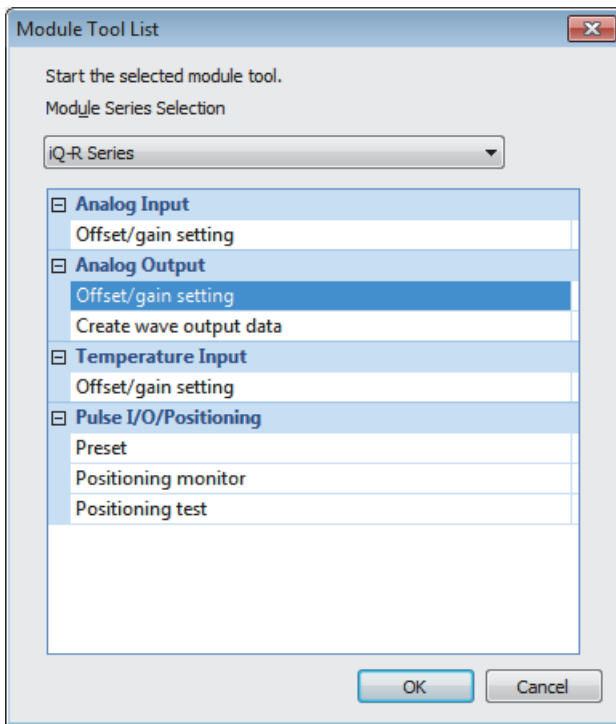 Module Tool List
Start the selected module tool.
Module Series Selection
iQ-R Series
Analog Input
Offset/gain setting
Analog Output
Offset/gain setting
Create wave output data
Temperature Input
Offset/gain setting
Pulse I/O/Positioning
Preset
Positioning monitor
Positioning test
OK
Cancel